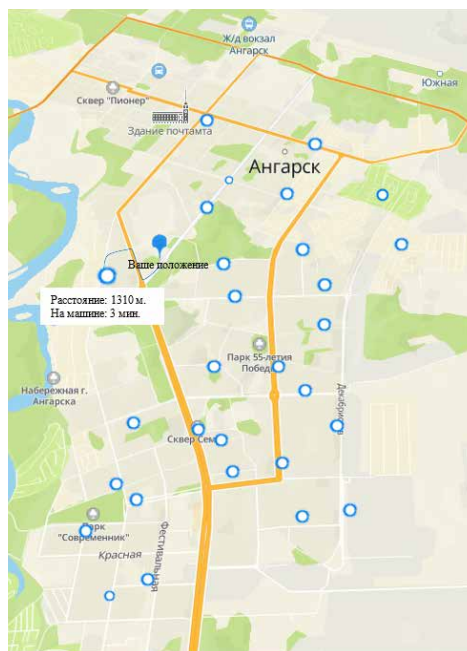 Ж/д вокзал
Ангарск
Южная
Сквер "Пионер"
Здание почтамта
Ангарск
Ваше положение
Расстояние: 1310 м.
На машине: 3 мин.
Парк 55-летия
Победы
Набережная г.
Ангарска
Декабристов
Сквер Сем
Парк
"Современник"
Красная
Фестивальная